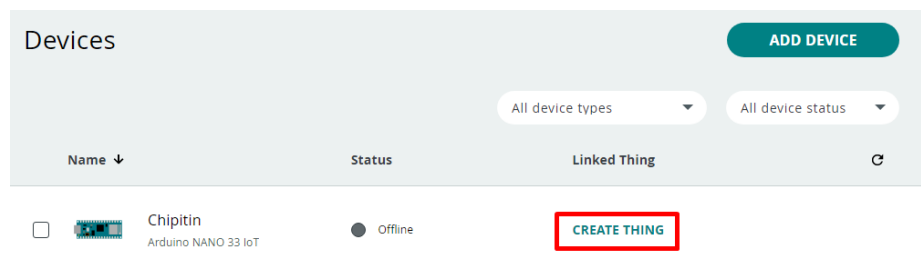 Devices
ADD DEVICE
All device types
All device status
Name
Status
Linked Thing
Chipitin
Arduino NANO 33 IoT
Offline
CREATE THING